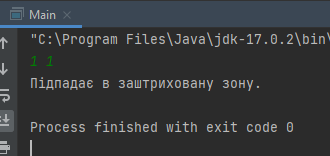 Main
"C:\Program Files\Java\jdk-17.0.2\bin\
1 1
Підпадає в заштриховану зону.
Process finished with exit code 0